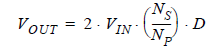 V_OUT = 2 · V_IN · (N_S / N_P) · D